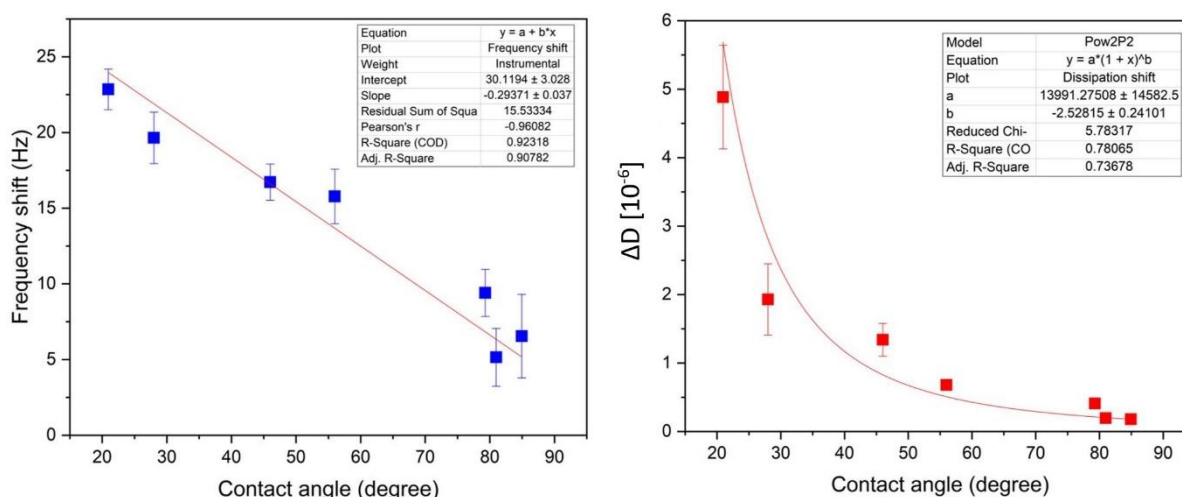 Equation y = a + b*x
Plot Frequency shift
Weight Instrumental
Intercept 30.1194 ± 3.028
Slope -0.29371 ± 0.037
Residual Sum of Squa 15.53334
Pearson's r -0.96082
R-Square (COD) 0.92318
Adj. R-Square 0.90782
Frequency shift (Hz)
25
20
15
10
5
0
20 30 40 50 60 70 80 90
Contact angle (degree)
Model Pow2P2
Equation y = a*(1 + x)^b
Plot Dissipation shift
a 13991.27508 ± 14582.5
b -2.52815 ± 0.24101
Reduced Chi- 5.78317
R-Square (CO 0.78065
Adj. R-Square 0.73678
ΔD [10⁻⁶]
6
5
4
3
2
1
0
20 30 40 50 60 70 80 90
Contact angle (degree)